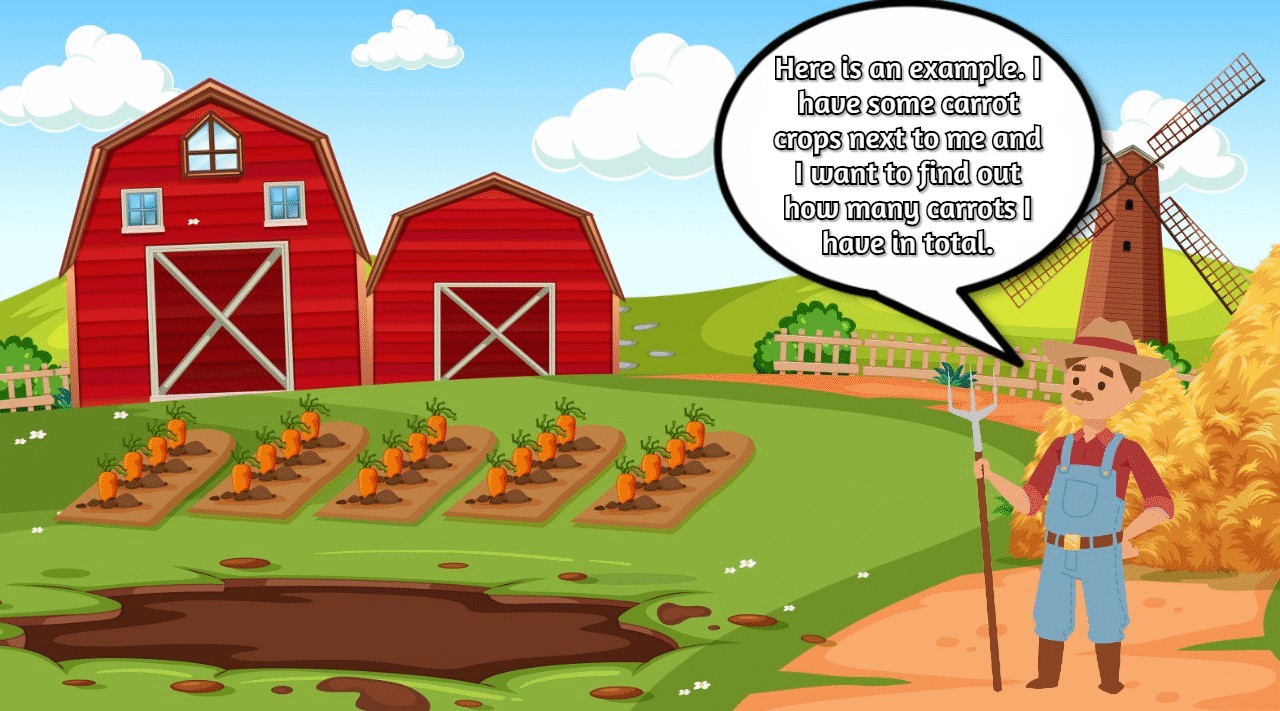 Here is an example. I
have some carrot
crops next to me and
I want to find out
how many carrots I
have in total.